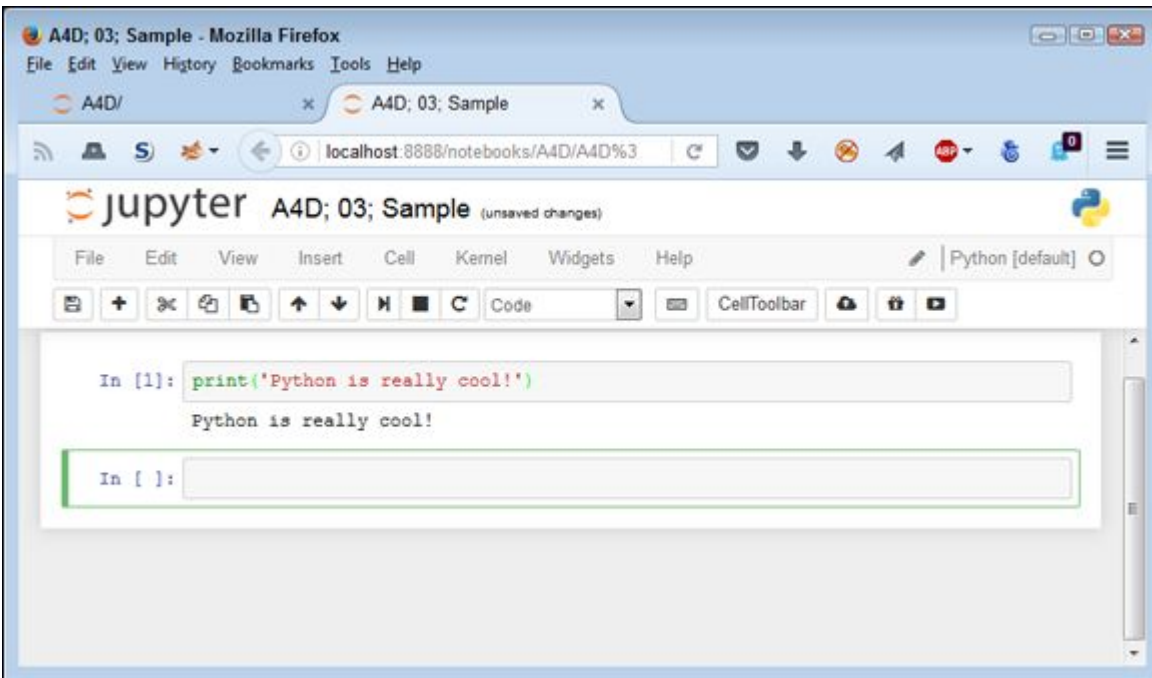 A4D; 03; Sample - Mozilla Firefox
File Edit View History Bookmarks Tools Help
A4D/ A4D; 03; Sample
S) ABP 0
localhost:8888/notebooks/A4D/A4D%3
jupyter A4D; 03; Sample (unsaved changes)
File Edit View Insert Cell Kernel Widgets Help Python [default]
Code CellToolbar
In [1]: print('Python is really cool!')
Python is really cool!
In [ ]: